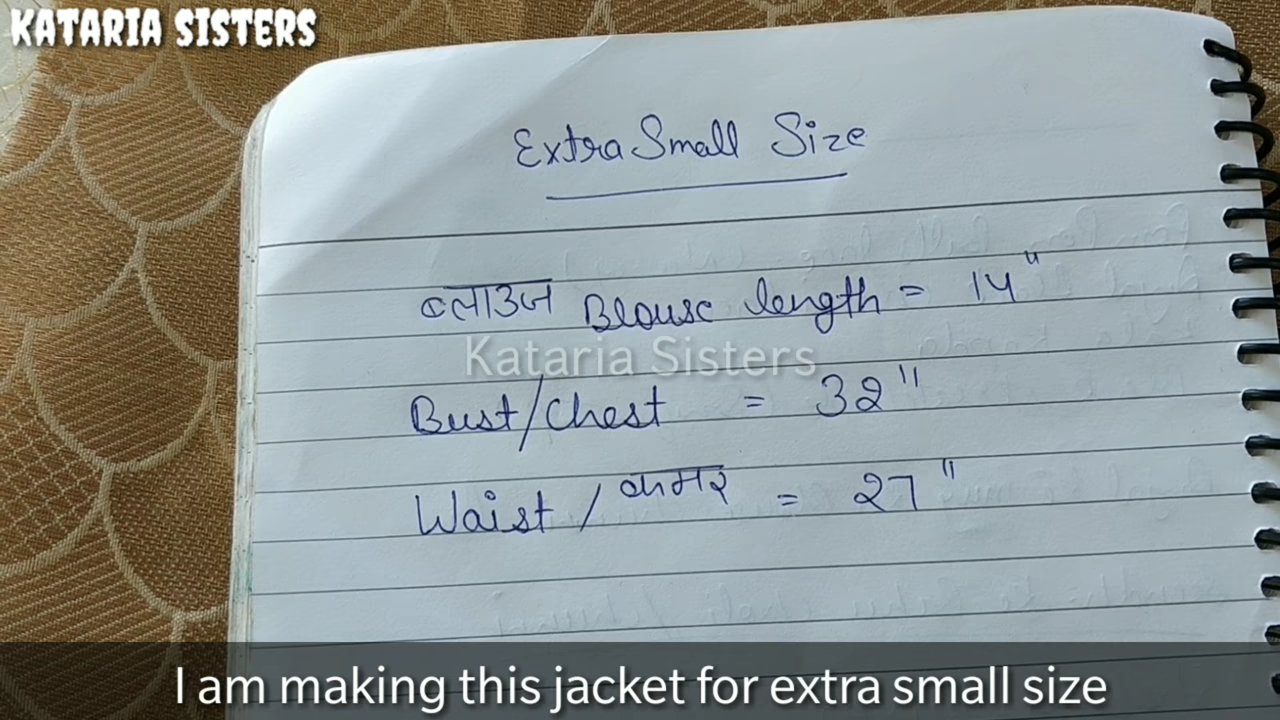 KATARIA SISTERS
Extra Small Size
ब्लाउज Blouse length = 14"
Kataria Sisters
Bust/Chest = 32"
Waist / कमर = 27"
I am making this jacket for extra small size